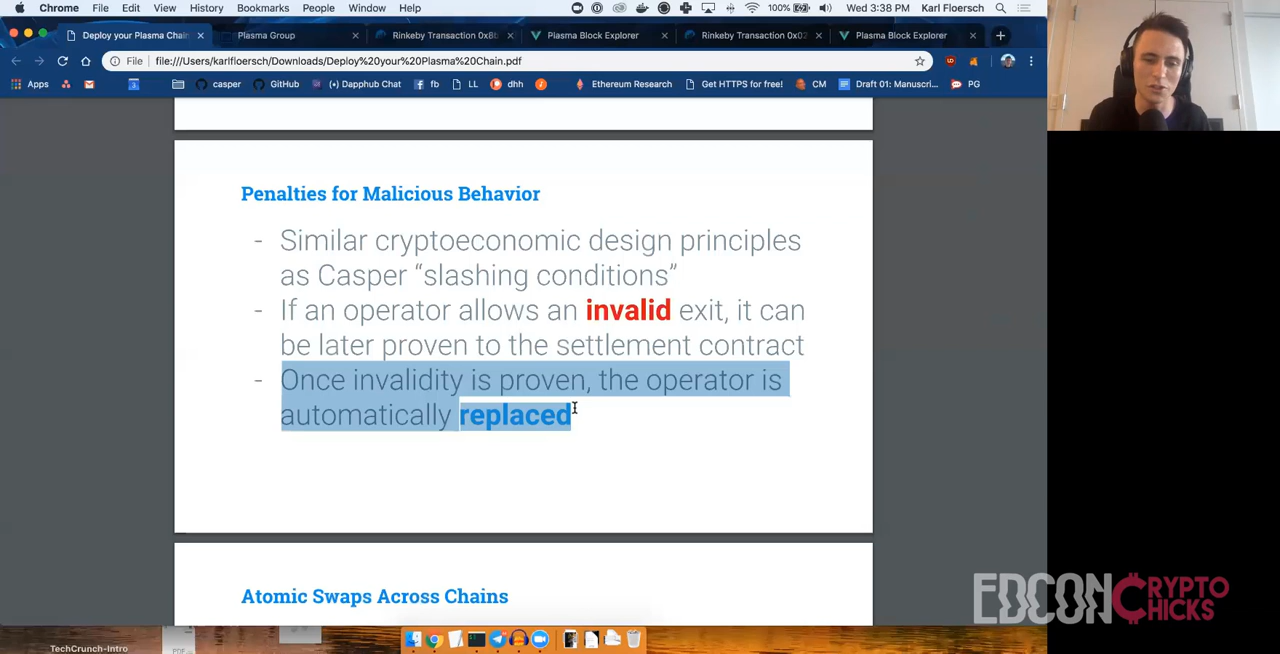 Chrome File Edit View History Bookmarks People Window Help 100% Wed 3:38 PM Karl Floersch
Deploy your Plasma Chain Plasma Group Rinkeby Transaction 0x8b Plasma Block Explorer Rinkeby Transaction 0x02 Plasma Block Explorer
File file:///Users/karlfloersch/Downloads/Deploy%20your%20Plasma%20Chain.pdf
Apps casper GitHub (•) Dapphub Chat fb LL dhh Ethereum Research Get HTTPS for free! CM Draft 01: Manuscri... PG
Penalties for Malicious Behavior
- Similar cryptoeconomic design principles
as Casper “slashing conditions”
- If an operator allows an invalid exit, it can
be later proven to the settlement contract
- Once invalidity is proven, the operator is
automatically replaced
Atomic Swaps Across Chains
EDCON CRYPTO
CHICKS
TechCrunch-Intro
PDF